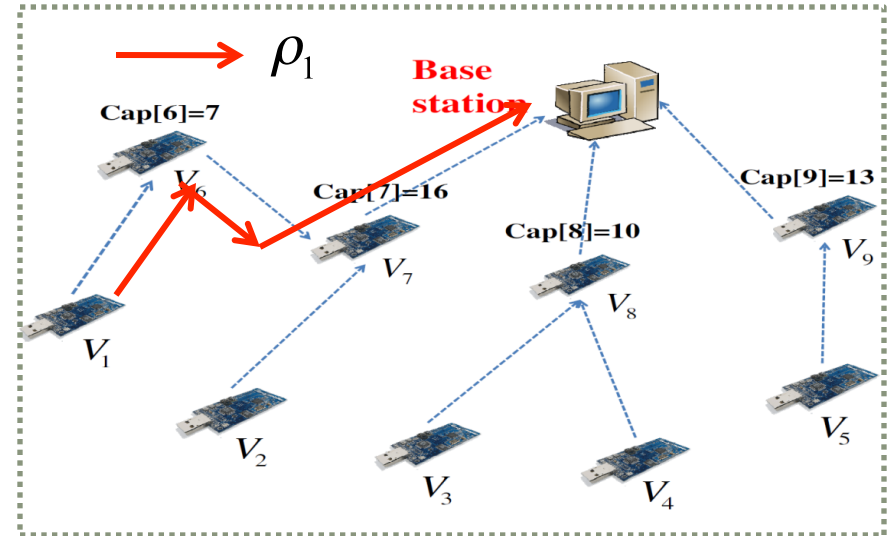 ρ₁
Base
station
Cap[6]=7
V₆
Cap[7]=16
Cap[9]=13
Cap[8]=10
V₇
V₉
V₈
V₁
V₂
V₅
V₃
V₄